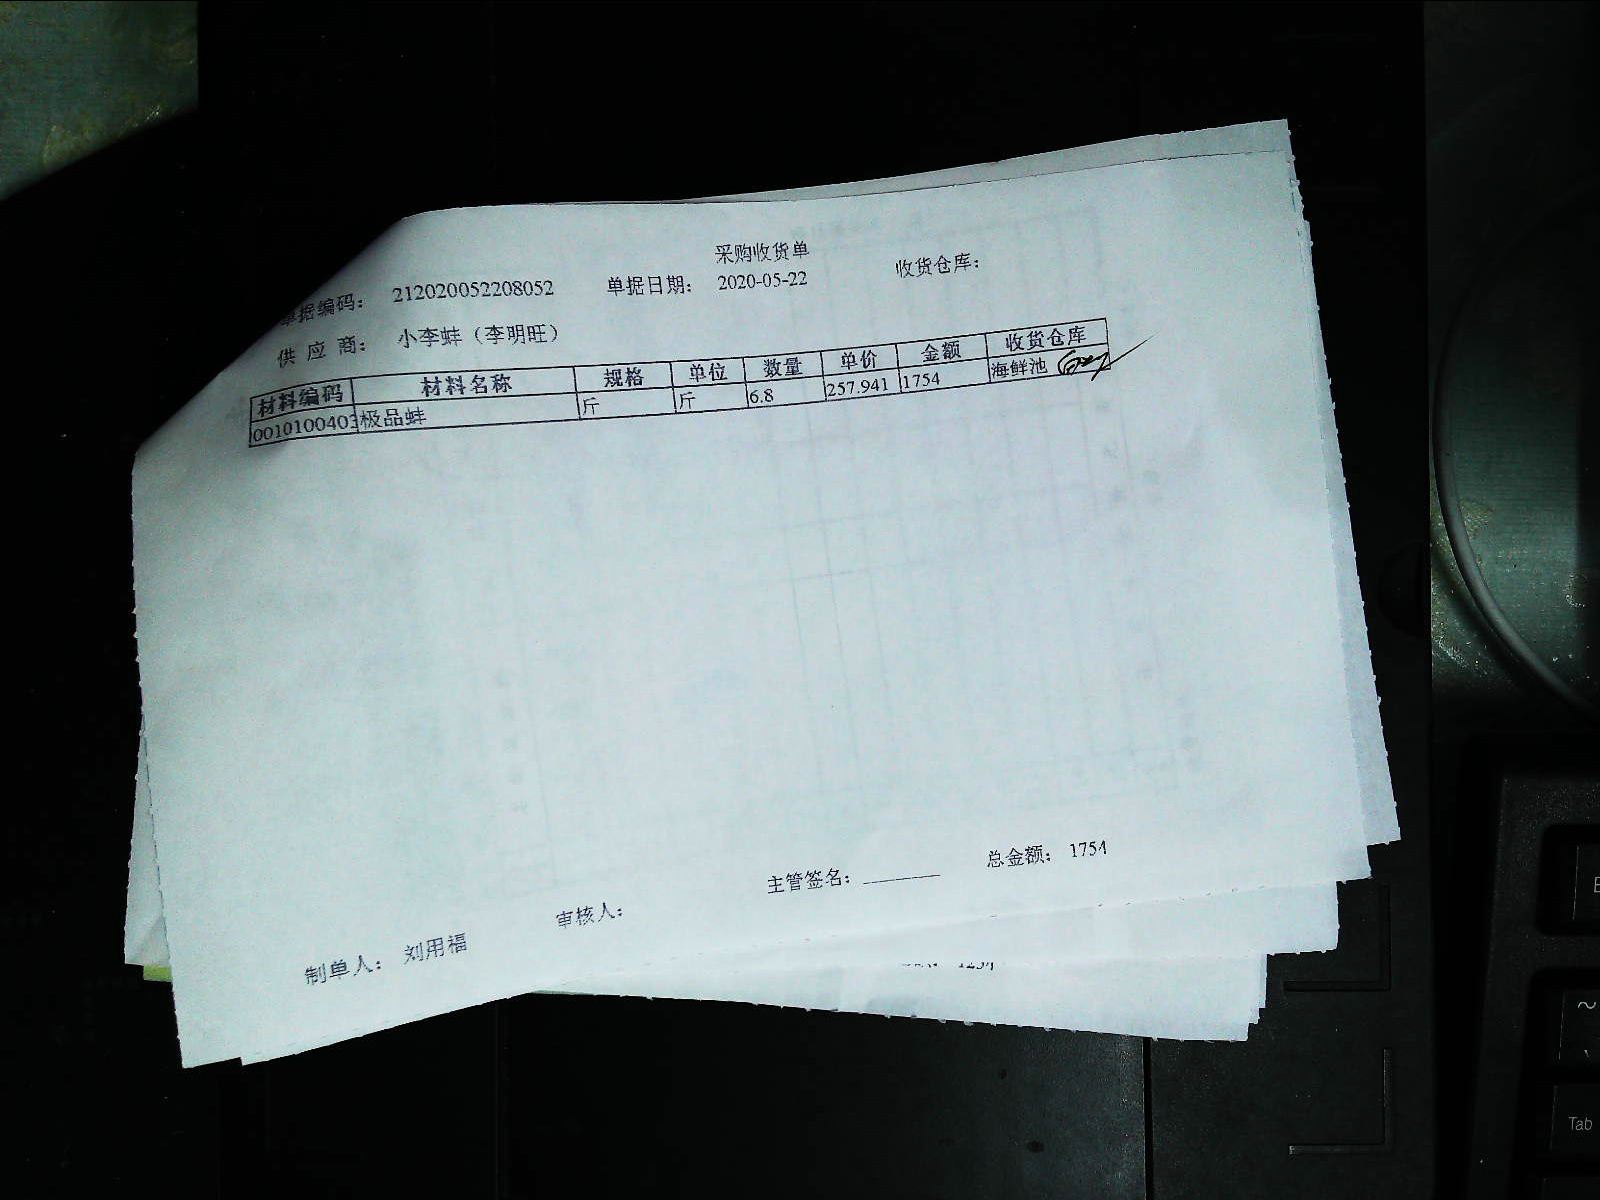 采购收货单
单据编码： 212020052208052 单据日期： 2020-05-22 收货仓库：
供 应 商： 小李蚌（李明旺）
材料编码 材料名称 规格 单位 数量 单价 金额 收货仓库
001010040 极品蚌 斤 斤 6.8 257.941 1754 海鲜池
主管签名： 总金额： 1754
制单人： 刘用福 审核人：
~
Tab